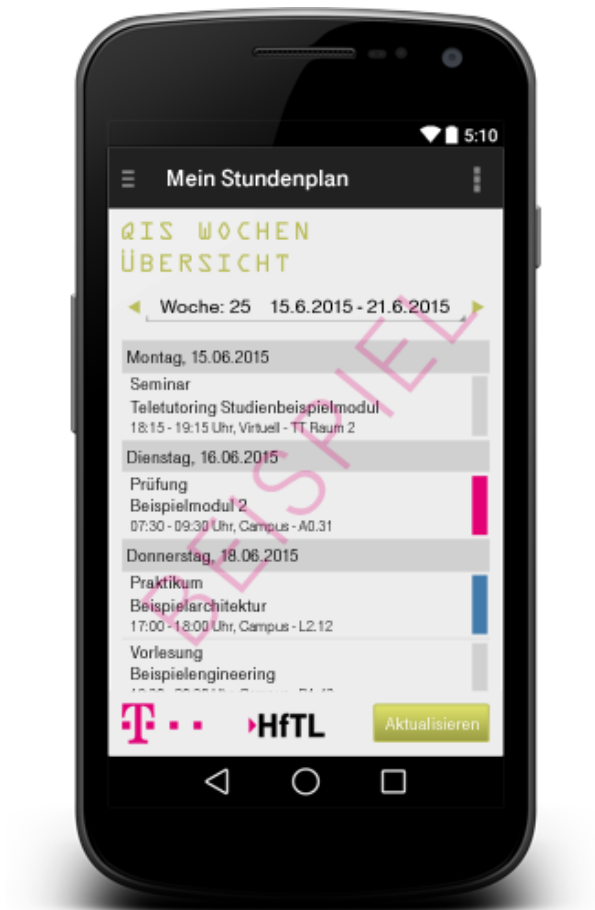 5:10
Mein Stundenplan
QIS WOCHEN
ÜBERSICHT
Woche: 25 15.6.2015 - 21.6.2015
Montag, 15.06.2015
Seminar
Teletutoring Studienbeispielmodul
18:15 - 19:15 Uhr, Virtuell - TT Raum 2
Dienstag, 16.06.2015
Prüfung
Beispielmodul 2
07:30 - 09:30 Uhr, Campus - A0.31
Donnerstag, 18.06.2015
Praktikum
Beispielarchitektur
17:00 - 18:00 Uhr, Campus - L2.12
Vorlesung
Beispielengineering
BEISPIEL
T HfTL Aktualisieren